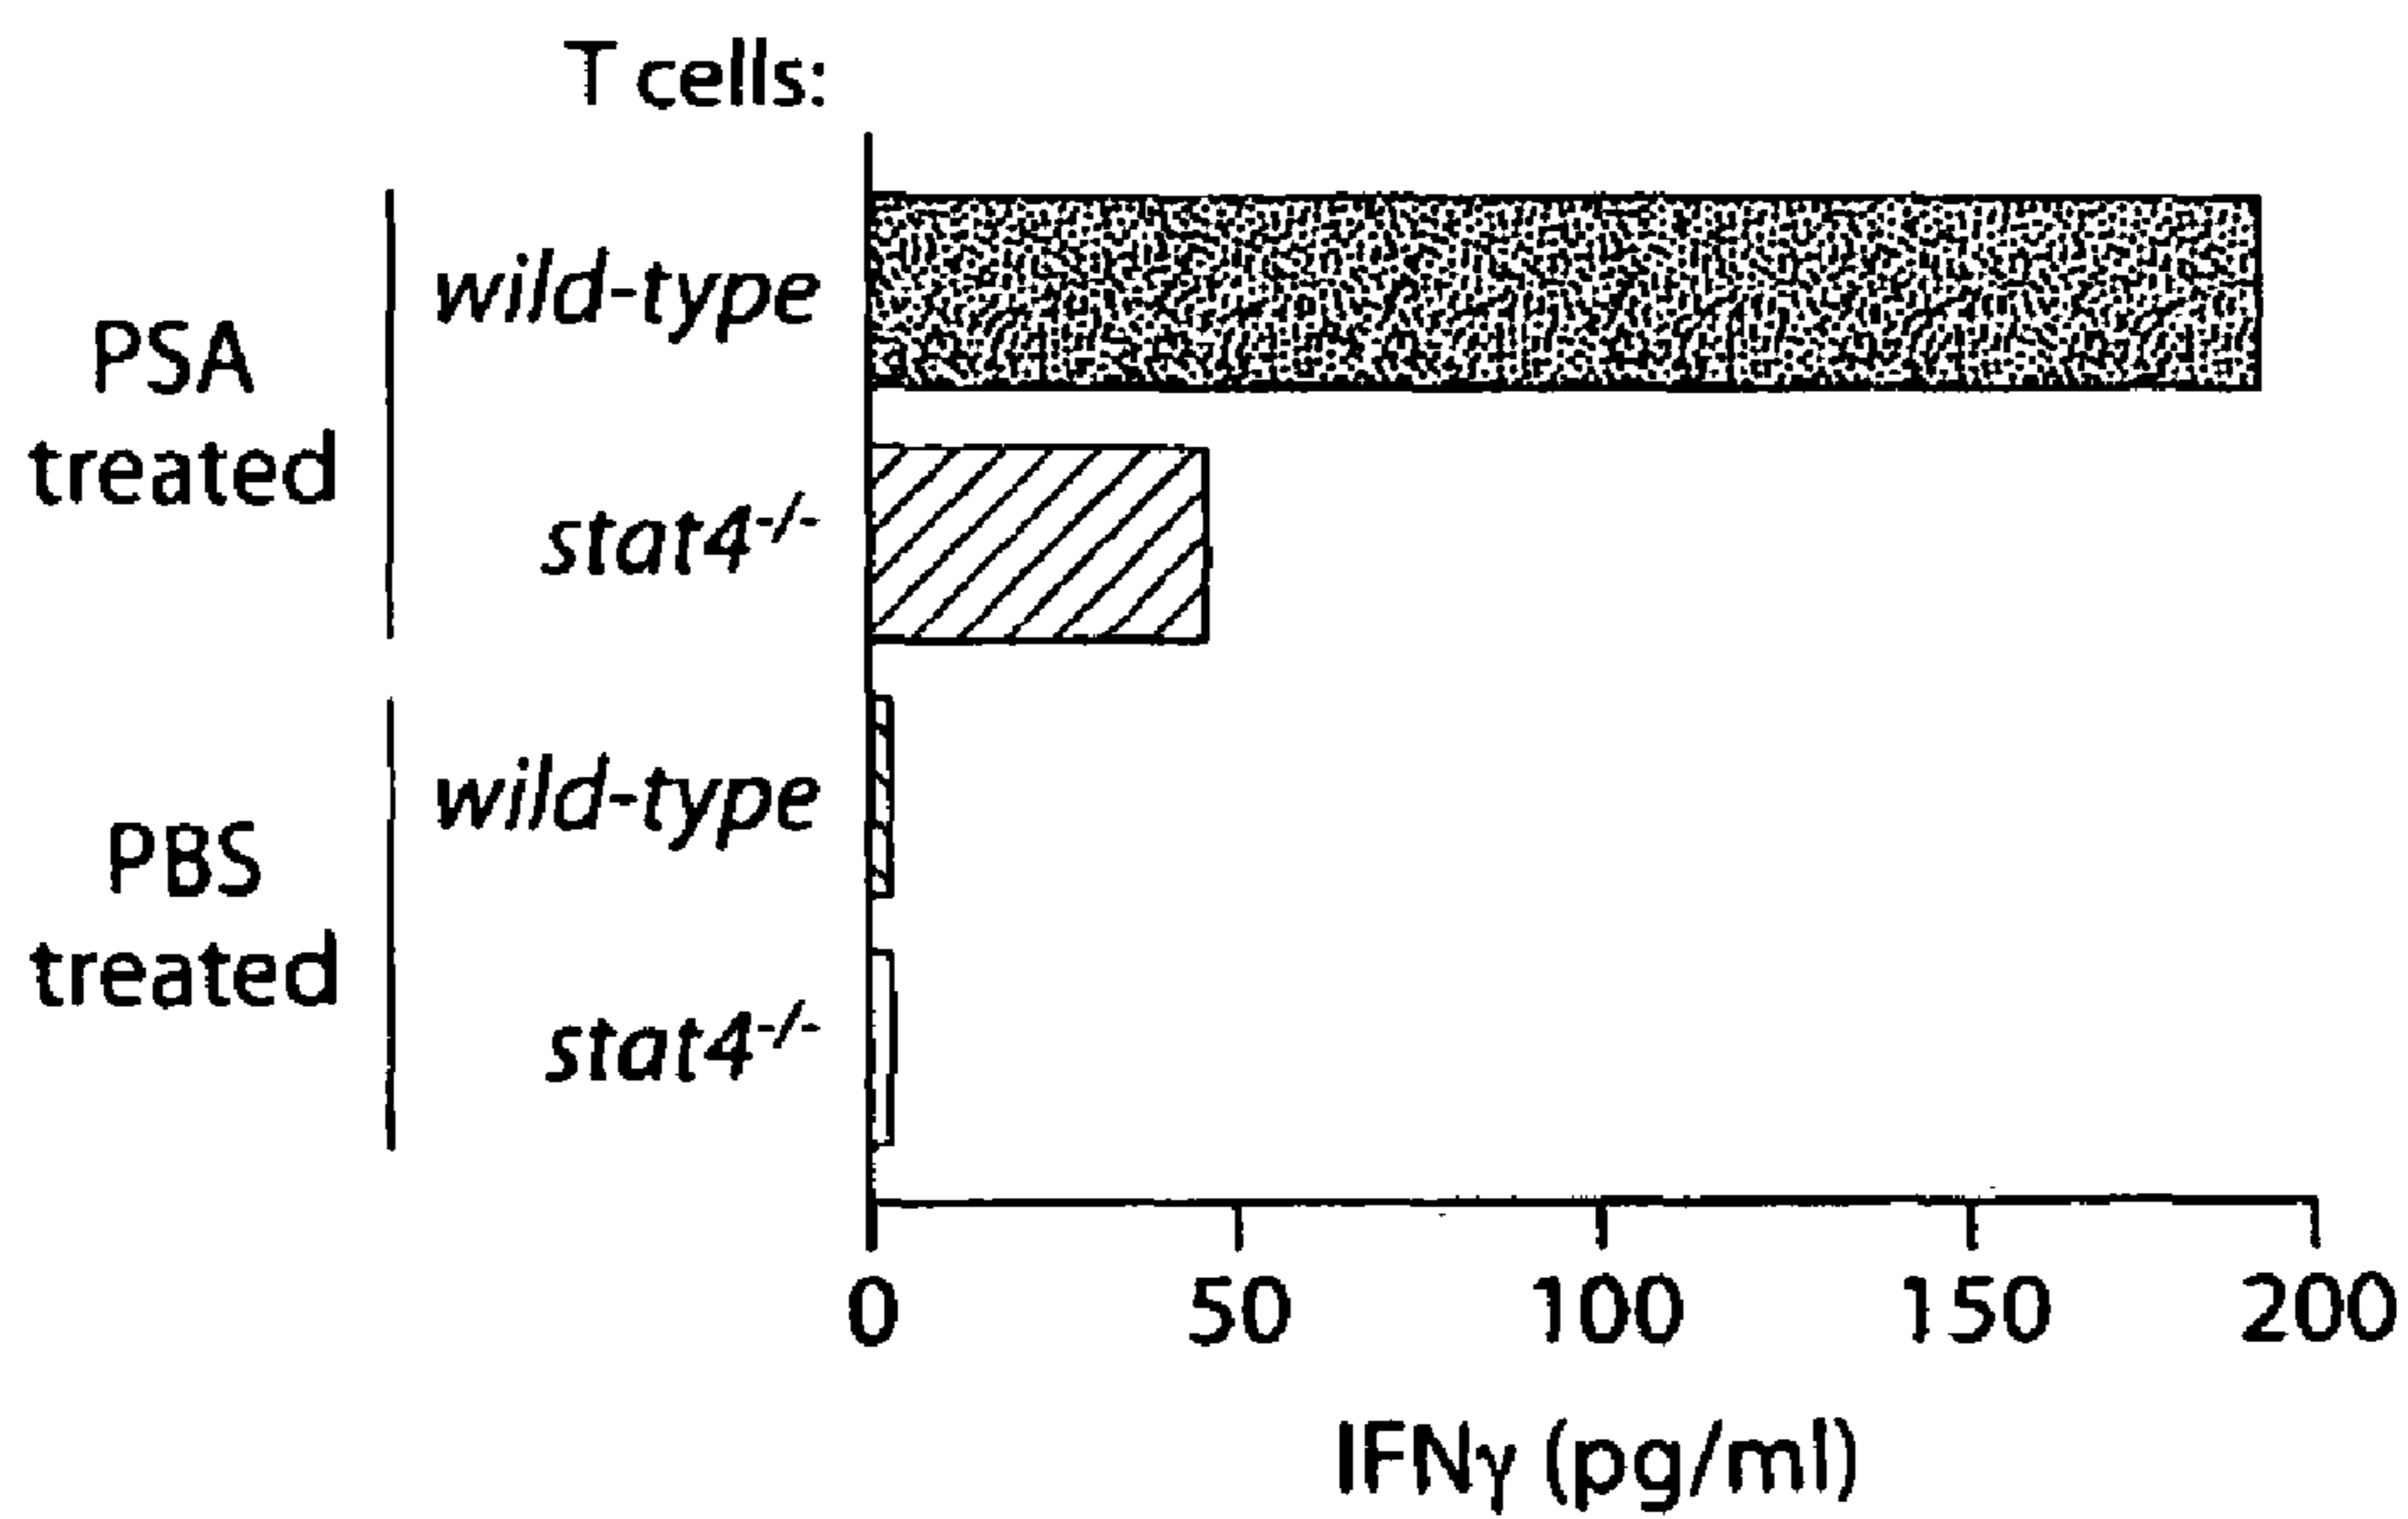 T cells:
PSA
treated
wild-type
stat4-/-
PBS
treated
wild-type
stat4-/-
0 50 100 150 200
IFNγ (pg/ml)